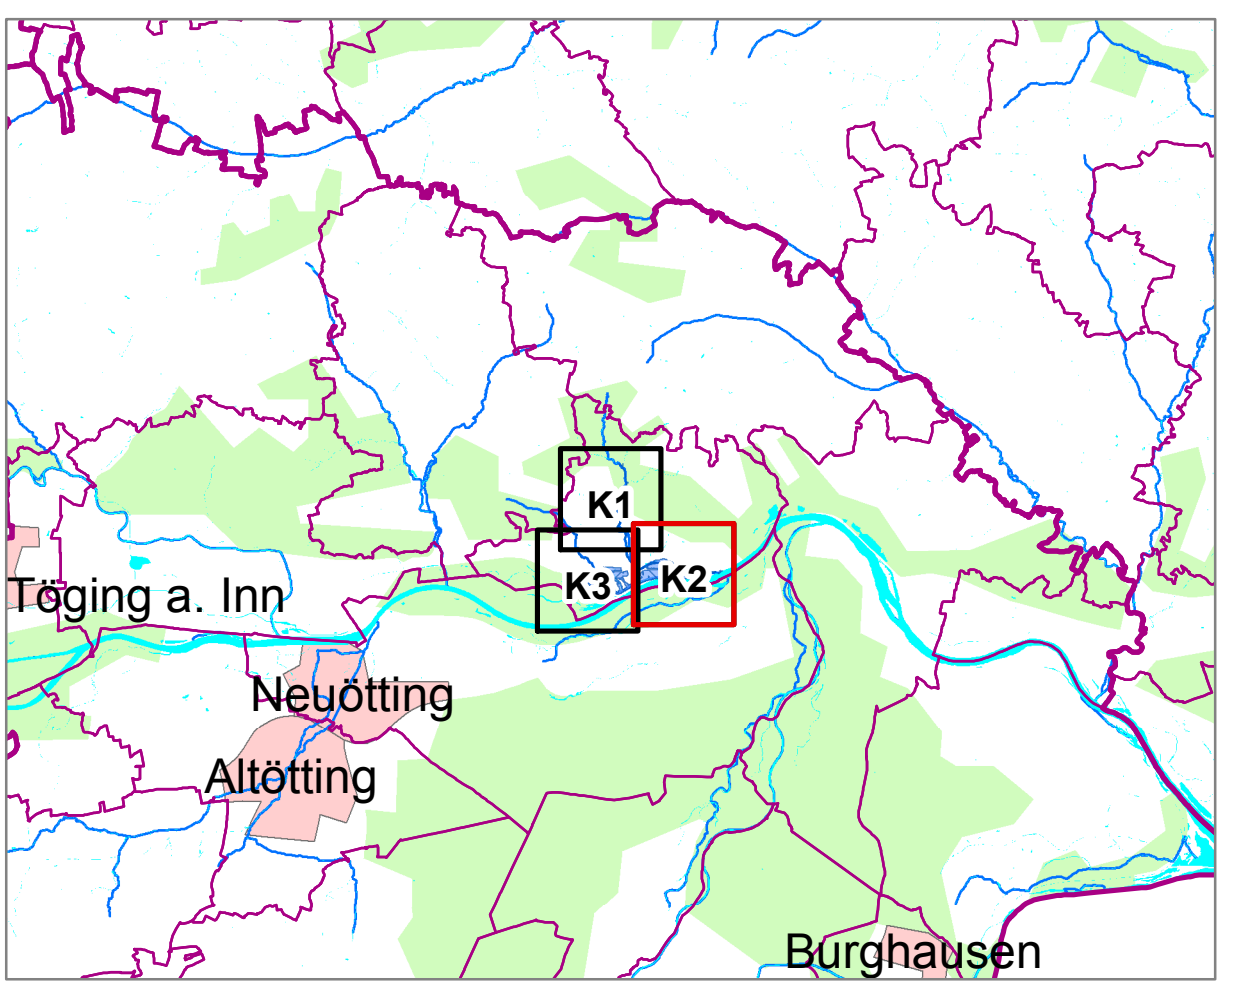 K1
K2
K3
Töging a. Inn
Neuötting
Altötting
Burghausen